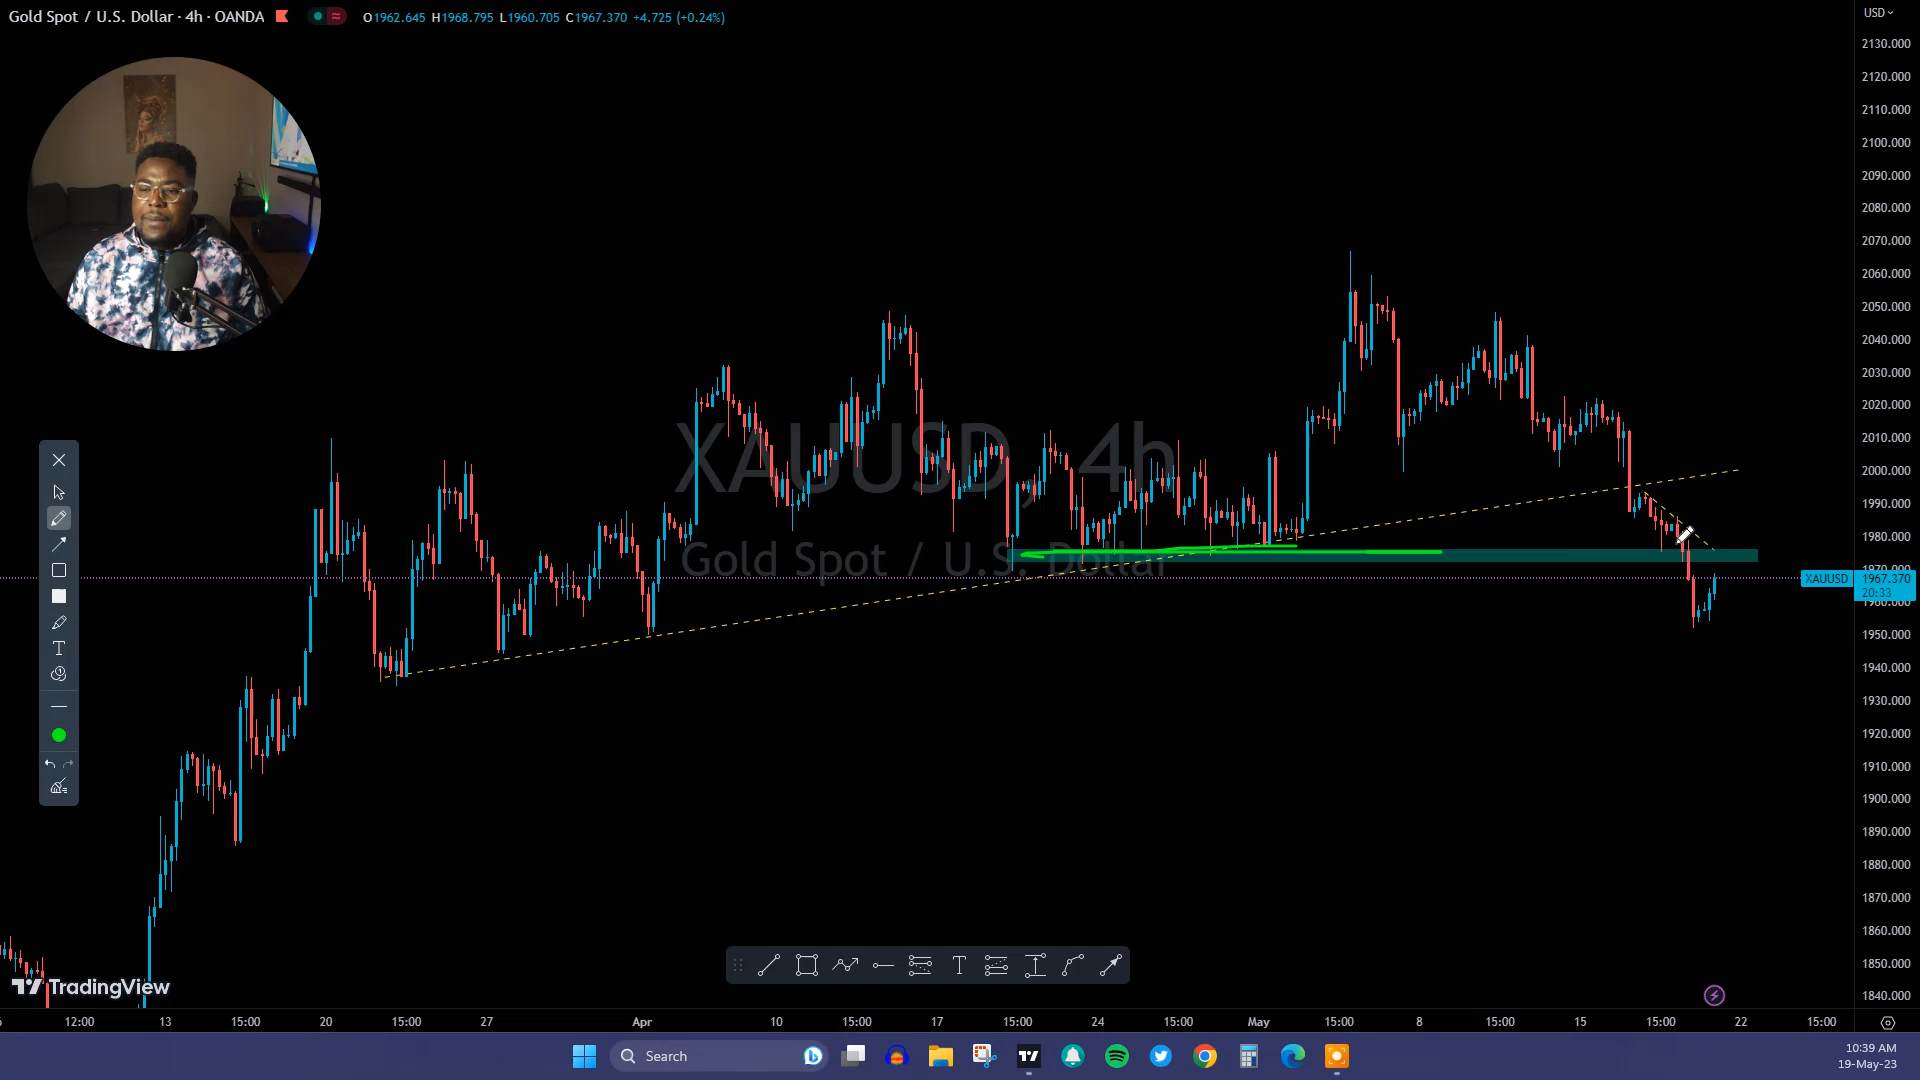 Gold Spot / U.S. Dollar · 4h · OANDA
O1962.645 H1968.795 L1960.705 C1967.370 +4.725 (+0.24%)
USD
2130.000
2120.000
2110.000
2100.000
2090.000
2080.000
2070.000
2060.000
2050.000
2040.000
2030.000
2020.000
2010.000
2000.000
1990.000
1980.000
1970.000
XAUUSD 1967.370
20:33
1960.000
1950.000
1940.000
1930.000
1920.000
1910.000
1900.000
1890.000
1880.000
1870.000
1860.000
1850.000
1840.000
XAUUSD, 4h
Gold Spot / U.S. Dollar
TradingView
6 12:00 13 15:00 20 15:00 27 Apr 10 15:00 17 15:00 24 15:00 May 15:00 8 15:00 15 15:00 22 15:00
Search
10:39 AM
19-May-23